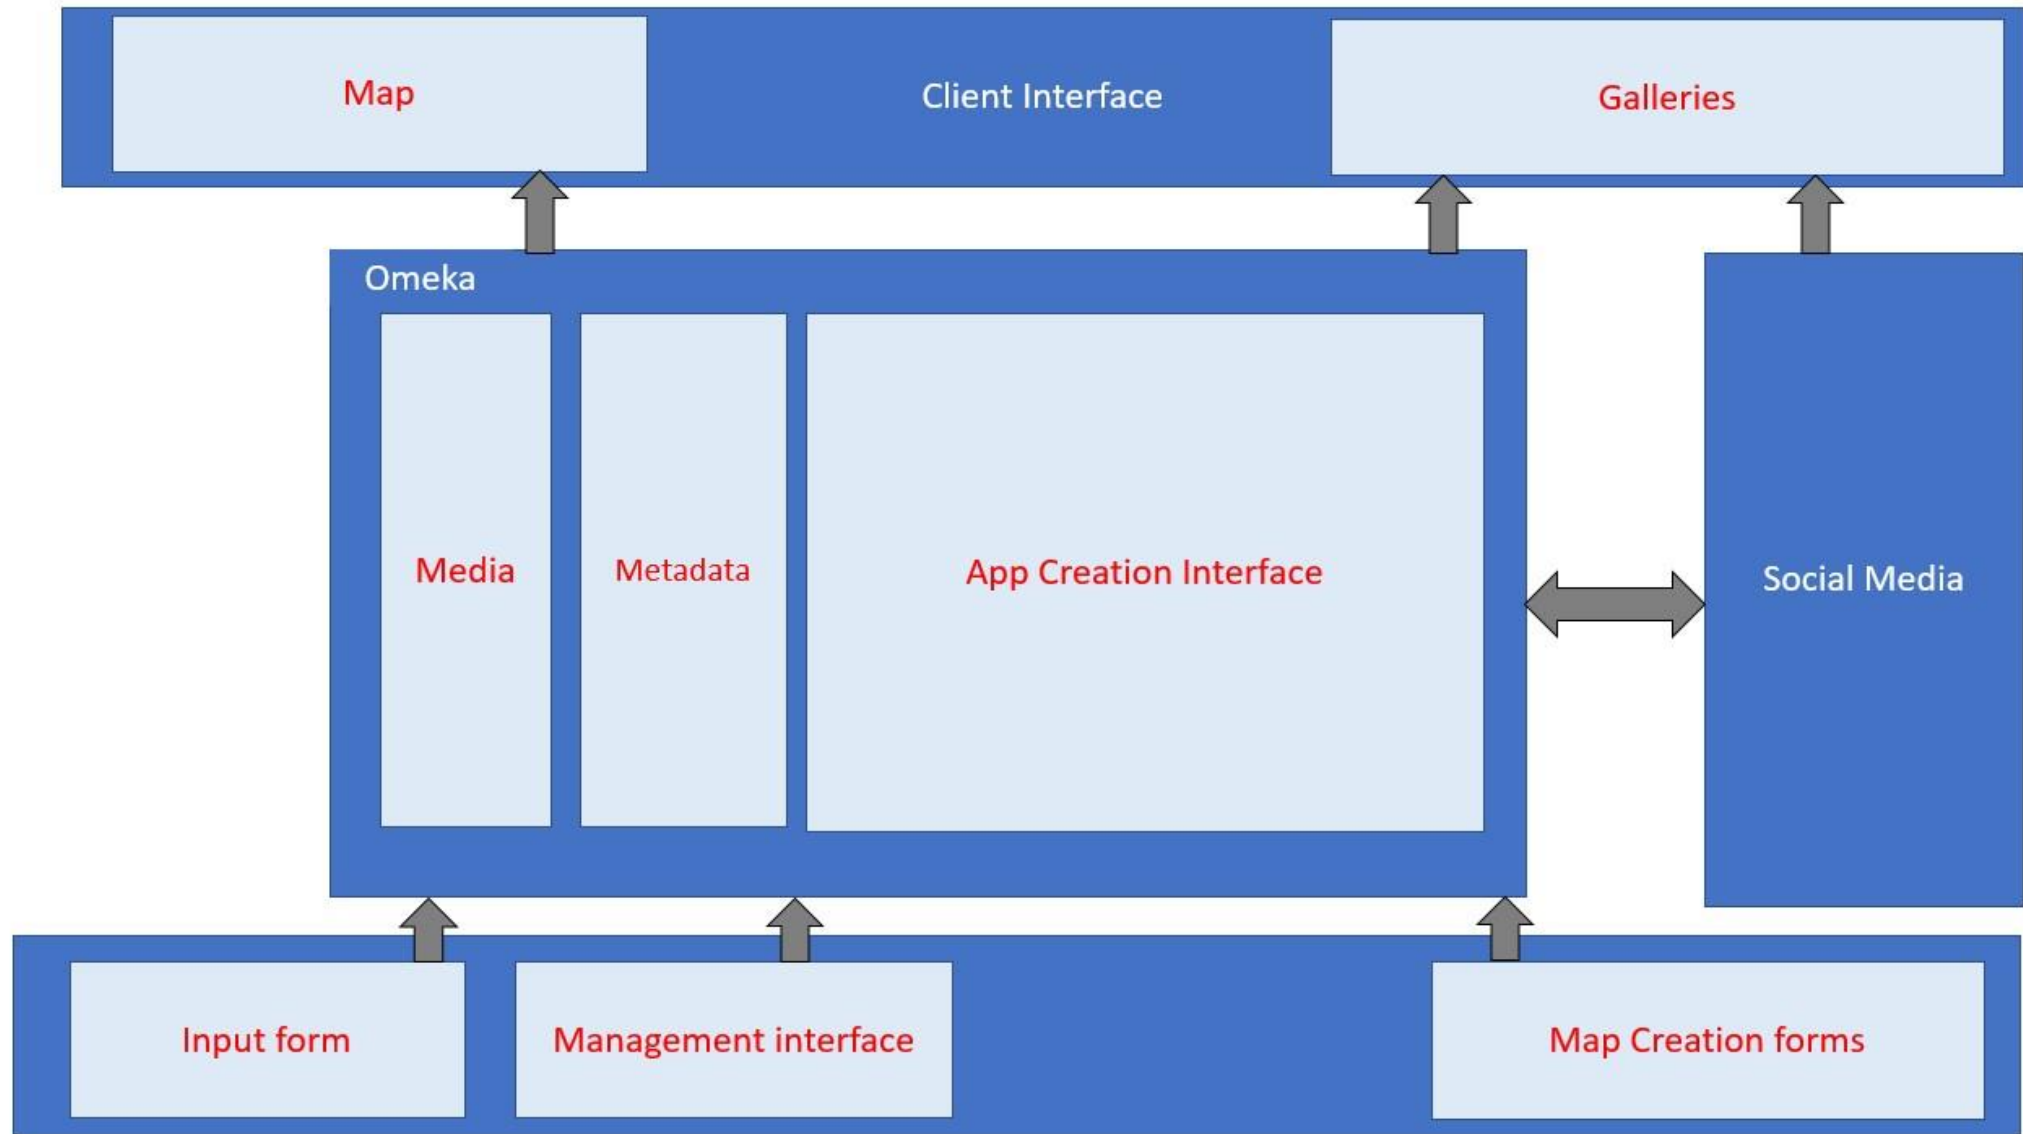 Map
Client Interface
Galleries
Omeka
Media
Metadata
App Creation Interface
Social Media
Input form
Management interface
Map Creation forms